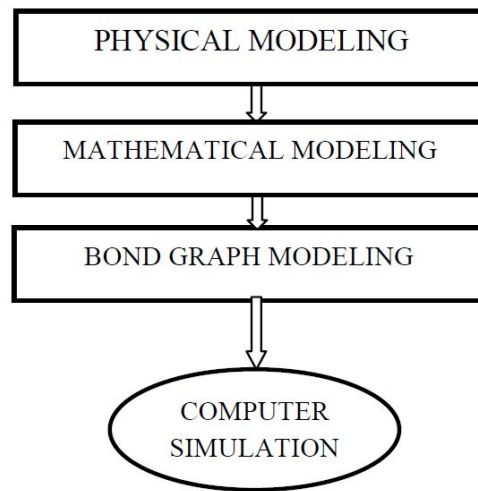 PHYSICAL MODELING
MATHEMATICAL MODELING
BOND GRAPH MODELING
COMPUTER
SIMULATION